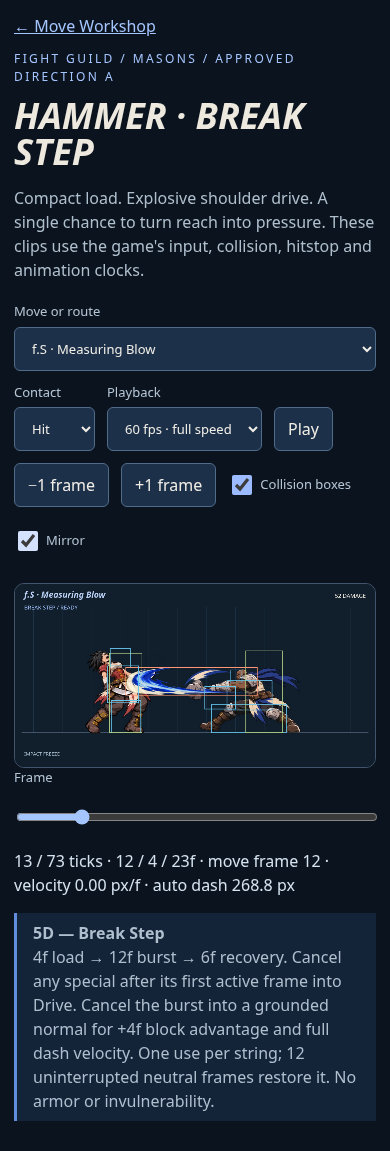 ← Move Workshop
FIGHT GUILD / MASONS / APPROVED
DIRECTION A
HAMMER · BREAK
STEP
Compact load. Explosive shoulder drive. A
single chance to turn reach into pressure. These
clips use the game's input, collision, hitstop and
animation clocks.
Move or route
f.S · Measuring Blow
Contact
Playback
Hit
60 fps · full speed
Play
−1 frame
+1 frame
Collision boxes
Mirror
f.S · Measuring Blow
52 DAMAGE
BREAK STEP / READY
IMPACT FREEZE
Frame
13 / 73 ticks · 12 / 4 / 23f · move frame 12 ·
velocity 0.00 px/f · auto dash 268.8 px
5D — Break Step
4f load → 12f burst → 6f recovery. Cancel
any special after its first active frame into
Drive. Cancel the burst into a grounded
normal for +4f block advantage and full
dash velocity. One use per string; 12
uninterrupted neutral frames restore it. No
armor or invulnerability.